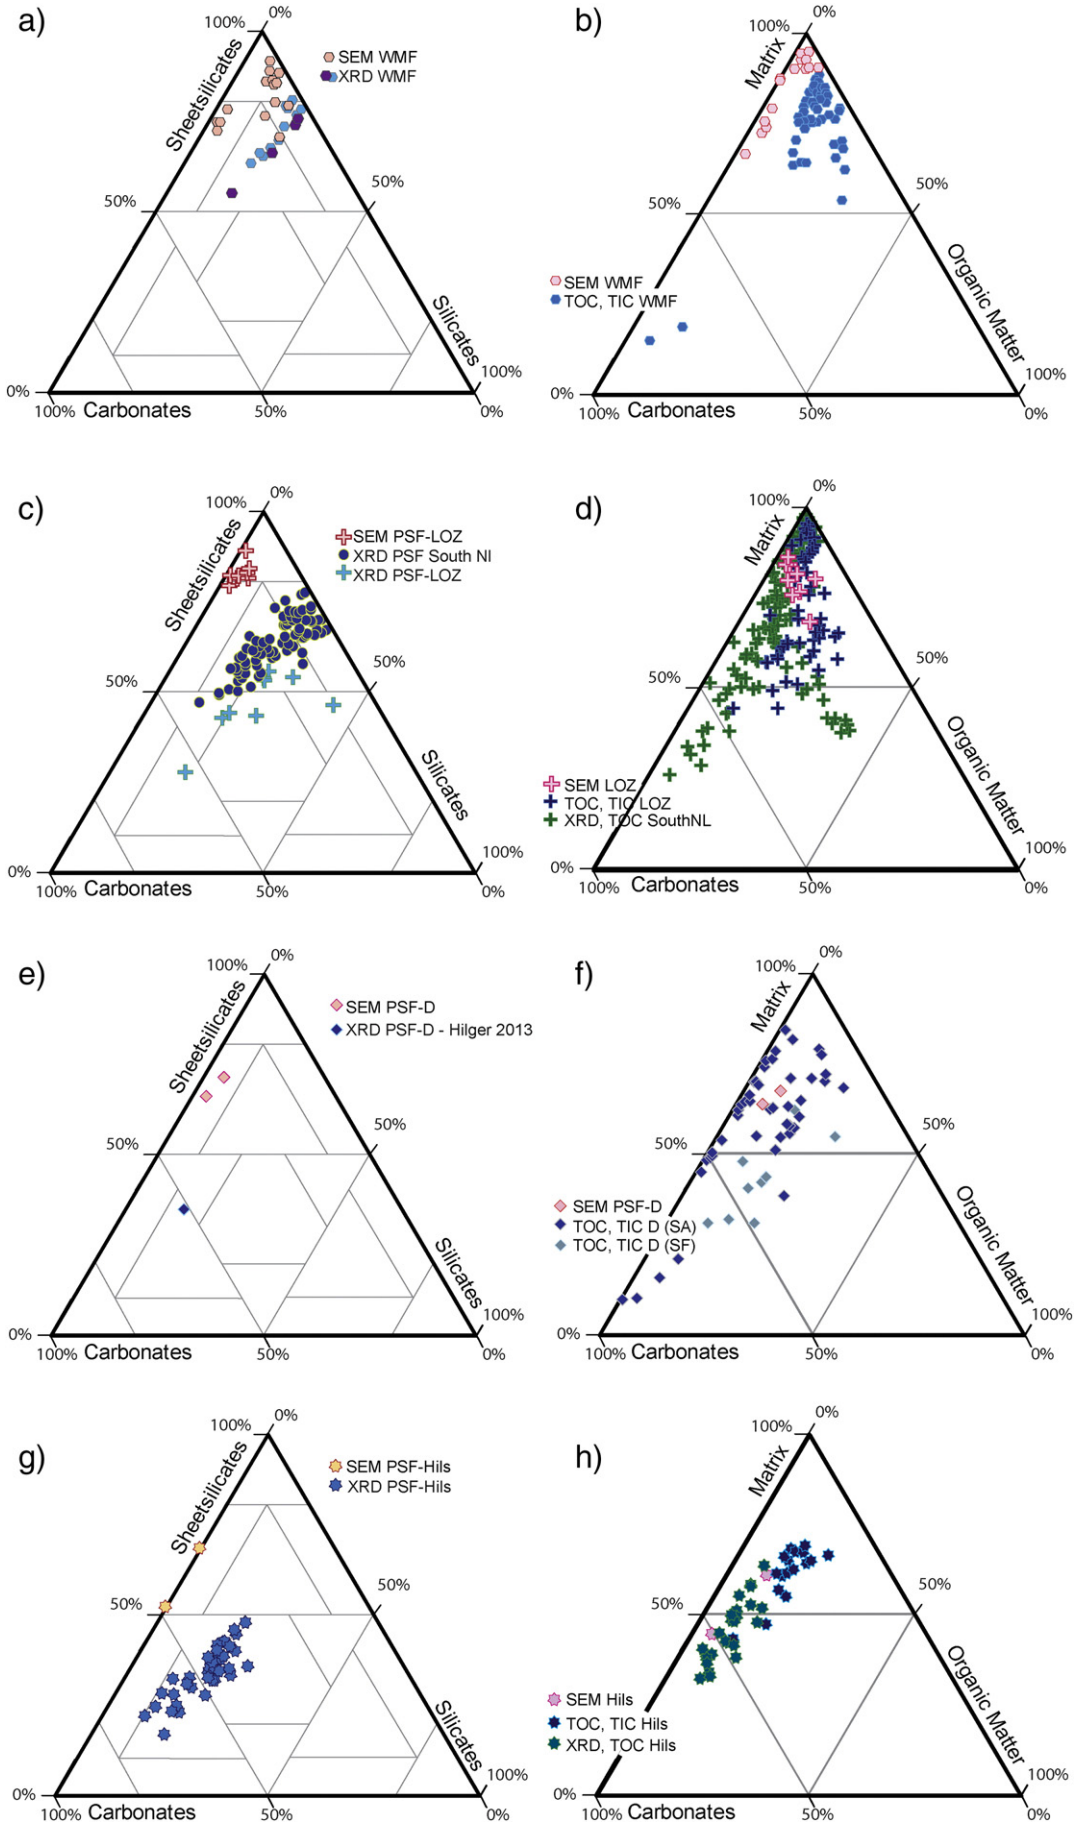 a)
0%
100%
Sheetsilicates
SEM WMF
XRD WMF
50%
50%
Silicates
0%
100%
100%
Carbonates
50%
0%
b)
0%
100%
Matrix
50%
50%
SEM WMF
TOC, TIC WMF
Organic Matter
0%
100%
100%
Carbonates
50%
0%
c)
0%
100%
Sheetsilicates
SEM PSF-LOZ
XRD PSF South Nl
XRD PSF-LOZ
50%
50%
Silicates
0%
100%
100%
Carbonates
50%
0%
d)
0%
100%
Matrix
50%
50%
SEM LOZ
TOC, TIC LOZ
XRD, TOC SouthNL
Organic Matter
0%
100%
100%
Carbonates
50%
0%
e)
0%
100%
Sheetsilicates
SEM PSF-D
XRD PSF-D - Hilger 2013
50%
50%
Silicates
0%
100%
100%
Carbonates
50%
0%
f)
0%
100%
Matrix
50%
50%
SEM PSF-D
TOC, TIC D (SA)
TOC, TIC D (SF)
Organic Matter
0%
100%
100%
Carbonates
50%
0%
g)
0%
100%
Sheetsilicates
SEM PSF-Hils
XRD PSF-Hils
50%
50%
Silicates
0%
100%
100%
Carbonates
50%
0%
h)
0%
100%
Matrix
50%
50%
SEM Hils
TOC, TIC Hils
XRD, TOC Hils
Organic Matter
0%
100%
100%
Carbonates
50%
0%